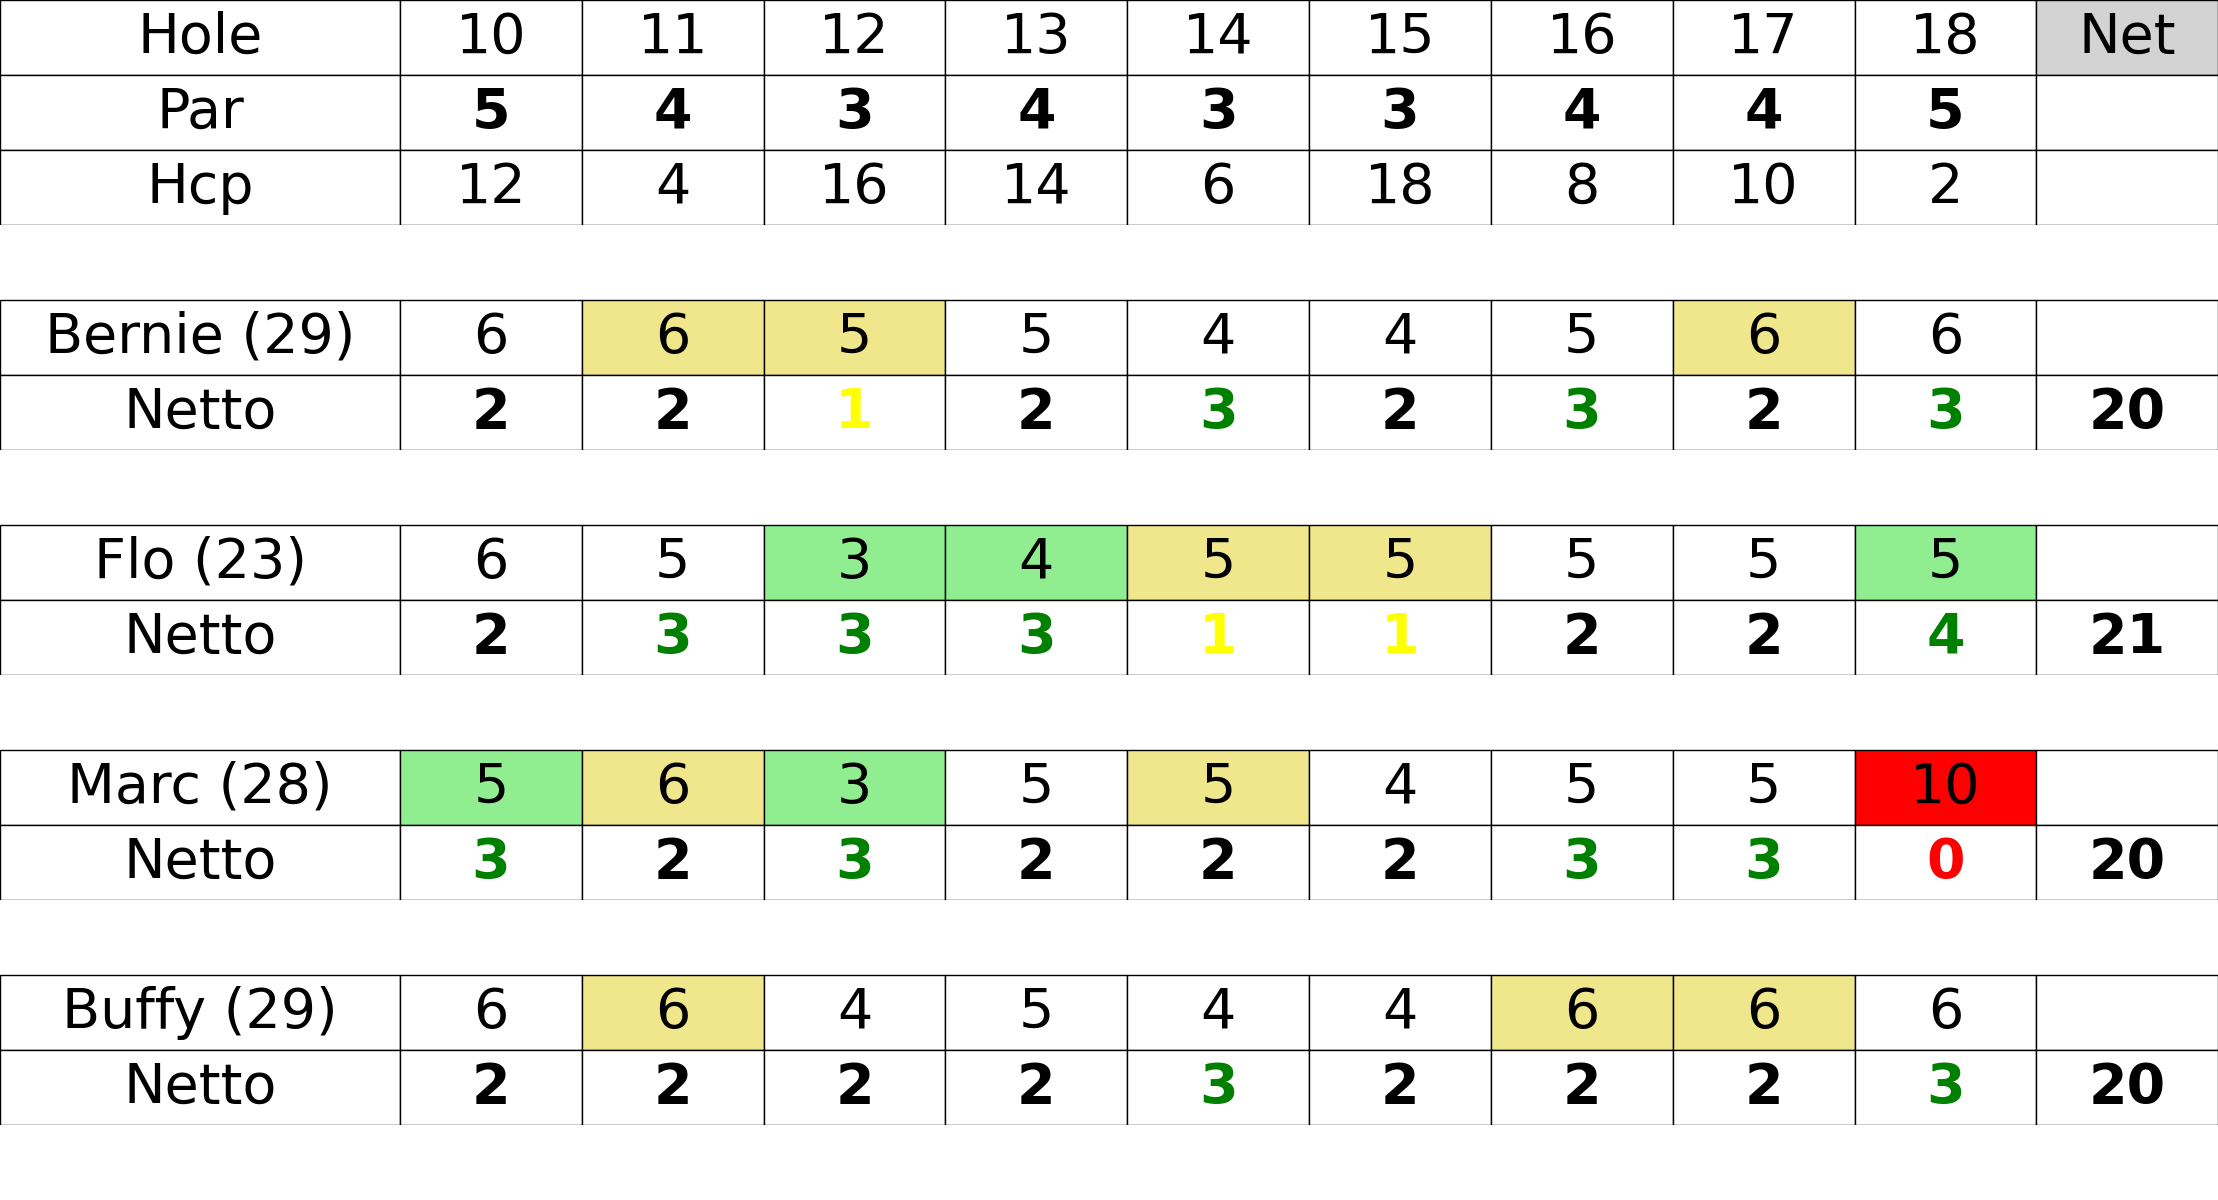 Hole 10 11 12 13 14 15 16 17 18 Net
Par 5 4 3 4 3 3 4 4 5
Hcp 12 4 16 14 6 18 8 10 2
Bernie (29) 6 6 5 5 4 4 5 6 6
Netto 2 2 1 2 3 2 3 2 3 20
Flo (23) 6 5 3 4 5 5 5 5 5
Netto 2 3 3 3 1 1 2 2 4 21
Marc (28) 5 6 3 5 5 4 5 5 10
Netto 3 2 3 2 2 2 3 3 0 20
Buffy (29) 6 6 4 5 4 4 6 6 6
Netto 2 2 2 2 3 2 2 2 3 20